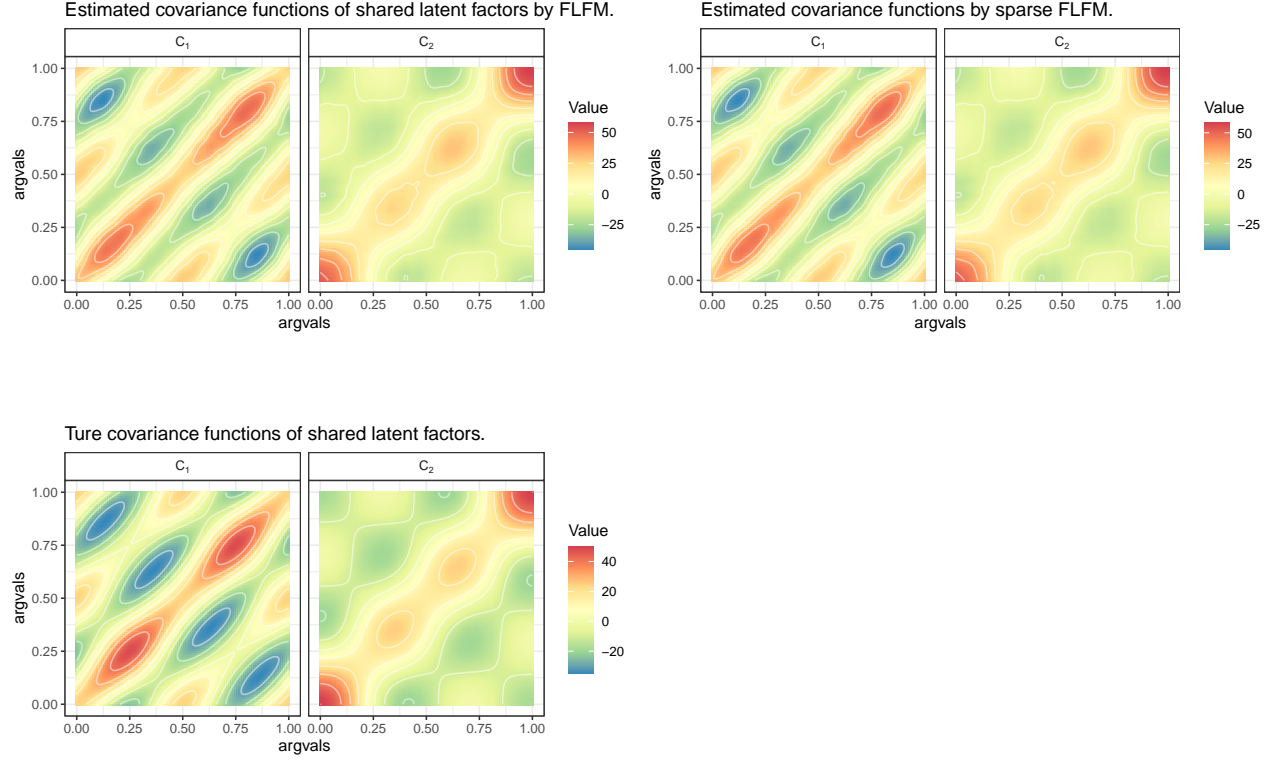 Estimated covariance functions of shared latent factors by FLFM.
C₁ C₂
1.00
0.75
0.50
0.25
0.00
argvals
0.00 0.25 0.50 0.75 1.00 0.00 0.25 0.50 0.75 1.00
argvals
Value
50
25
0
−25
Estimated covariance functions by sparse FLFM.
C₁ C₂
1.00
0.75
0.50
0.25
0.00
argvals
0.00 0.25 0.50 0.75 1.00 0.00 0.25 0.50 0.75 1.00
argvals
Value
50
25
0
−25
Ture covariance functions of shared latent factors.
C₁ C₂
1.00
0.75
0.50
0.25
0.00
argvals
0.00 0.25 0.50 0.75 1.00 0.00 0.25 0.50 0.75 1.00
argvals
Value
40
20
0
−20